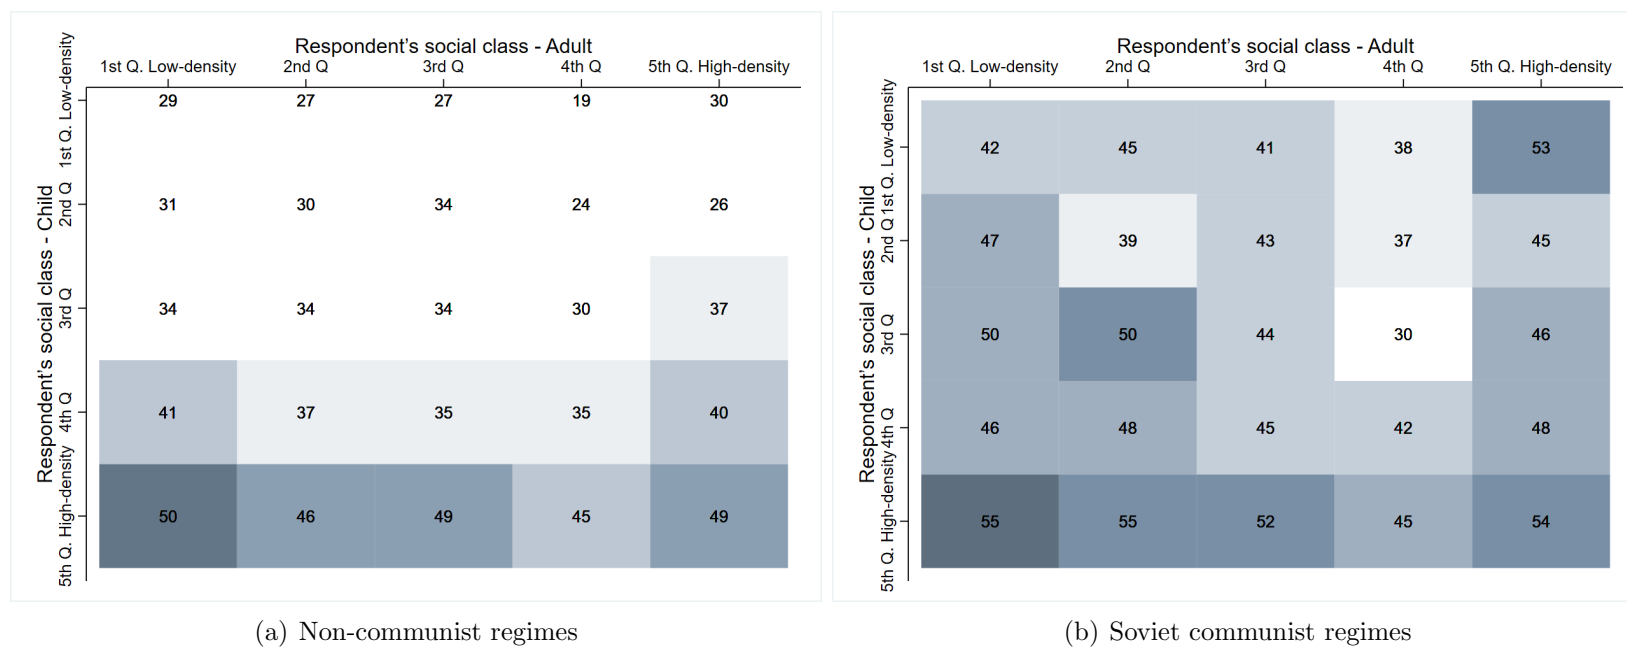 Respondent's social class - Adult
1st Q. Low-density 2nd Q 3rd Q 4th Q 5th Q. High-density
Respondent's social class - Child
1st Q. Low-density 29 27 27 19 30
2nd Q 31 30 34 24 26
3rd Q 34 34 34 30 37
4th Q 41 37 35 35 40
5th Q. High-density 50 46 49 45 49
(a) Non-communist regimes
Respondent's social class - Adult
1st Q. Low-density 2nd Q 3rd Q 4th Q 5th Q. High-density
Respondent's social class - Child
1st Q. Low-density 42 45 41 38 53
2nd Q 47 39 43 37 45
3rd Q 50 50 44 30 46
4th Q 46 48 45 42 48
5th Q. High-density 55 55 52 45 54
(b) Soviet communist regimes